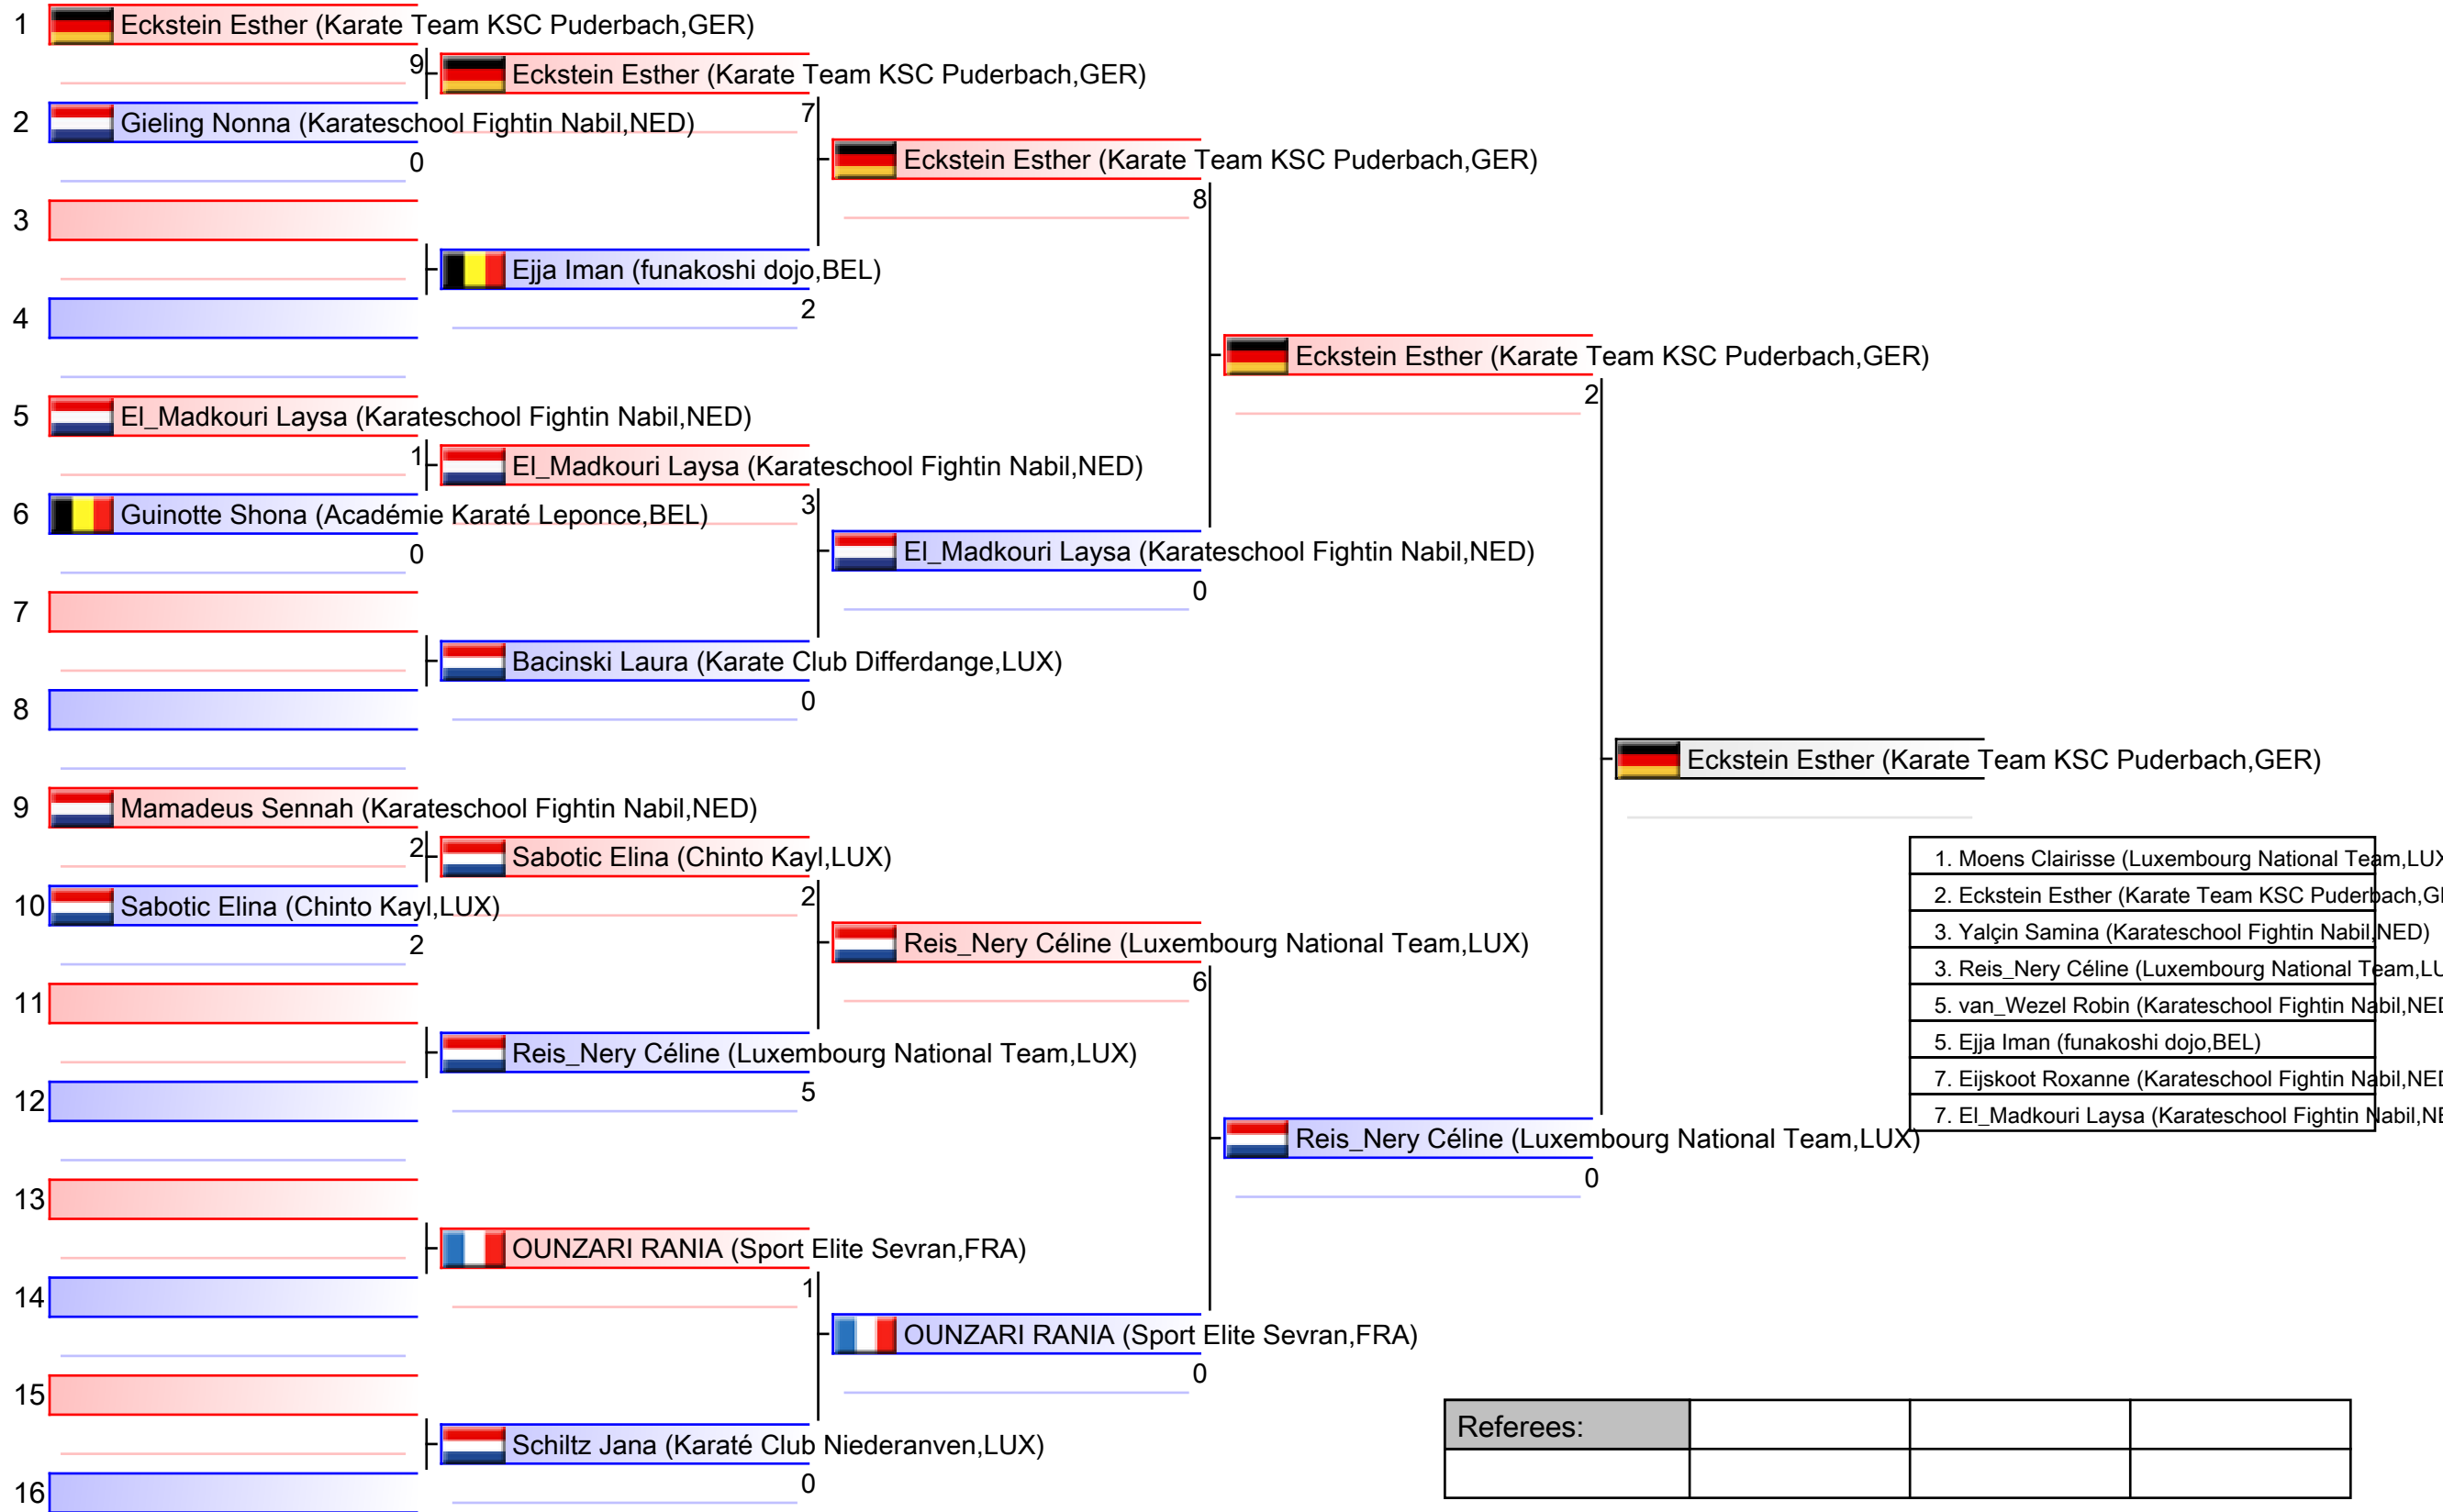 1 Eckstein Esther (Karate Team KSC Puderbach,GER)
9 Eckstein Esther (Karate Team KSC Puderbach,GER)
2 Gieling Nonna (Karateschool Fightin Nabil,NED)
7
0
Eckstein Esther (Karate Team KSC Puderbach,GER)
8
3
Ejja Iman (funakoshi dojo,BEL)
2
4
Eckstein Esther (Karate Team KSC Puderbach,GER)
2
5 El_Madkouri Laysa (Karateschool Fightin Nabil,NED)
1 El_Madkouri Laysa (Karateschool Fightin Nabil,NED)
3
6 Guinotte Shona (Académie Karaté Leponce,BEL)
0
El_Madkouri Laysa (Karateschool Fightin Nabil,NED)
0
7
Bacinski Laura (Karate Club Differdange,LUX)
0
8
Eckstein Esther (Karate Team KSC Puderbach,GER)
9 Mamadeus Sennah (Karateschool Fightin Nabil,NED)
2 Sabotic Elina (Chinto Kayl,LUX)
2
10 Sabotic Elina (Chinto Kayl,LUX)
2
Reis_Nery Céline (Luxembourg National Team,LUX)
6
11
Reis_Nery Céline (Luxembourg National Team,LUX)
5
12
Reis_Nery Céline (Luxembourg National Team,LUX)
0
13
OUNZARI RANIA (Sport Elite Sevran,FRA)
1
14
OUNZARI RANIA (Sport Elite Sevran,FRA)
0
15
Schiltz Jana (Karaté Club Niederanven,LUX)
0
16
1. Moens Clairisse (Luxembourg National Team,LUX
2. Eckstein Esther (Karate Team KSC Puderbach,GE
3. Yalçin Samina (Karateschool Fightin Nabil,NED)
3. Reis_Nery Céline (Luxembourg National Team,LU
5. van_Wezel Robin (Karateschool Fightin Nabil,NED
5. Ejja Iman (funakoshi dojo,BEL)
7. Eijskoot Roxanne (Karateschool Fightin Nabil,NED
7. El_Madkouri Laysa (Karateschool Fightin Nabil,NE
Referees: